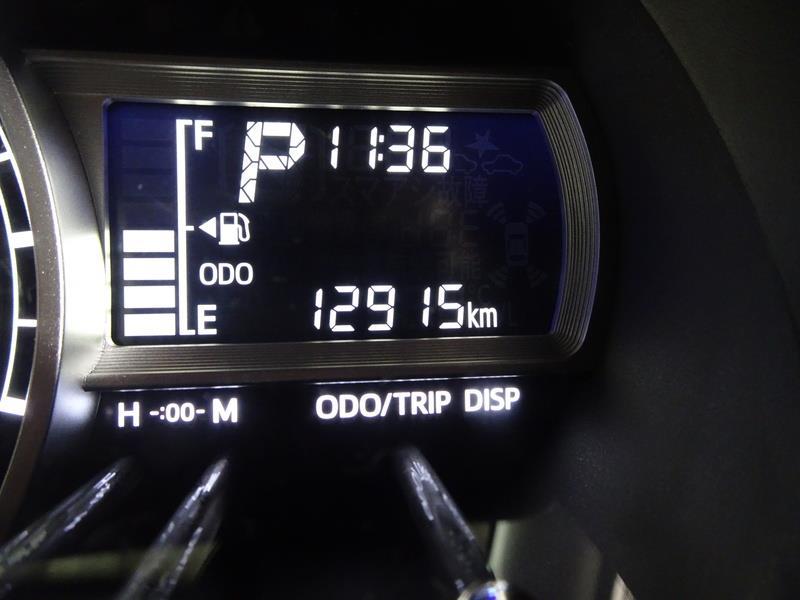 F P 11:36
ODO
E 12915km
H -:00- M ODO/TRIP DISP